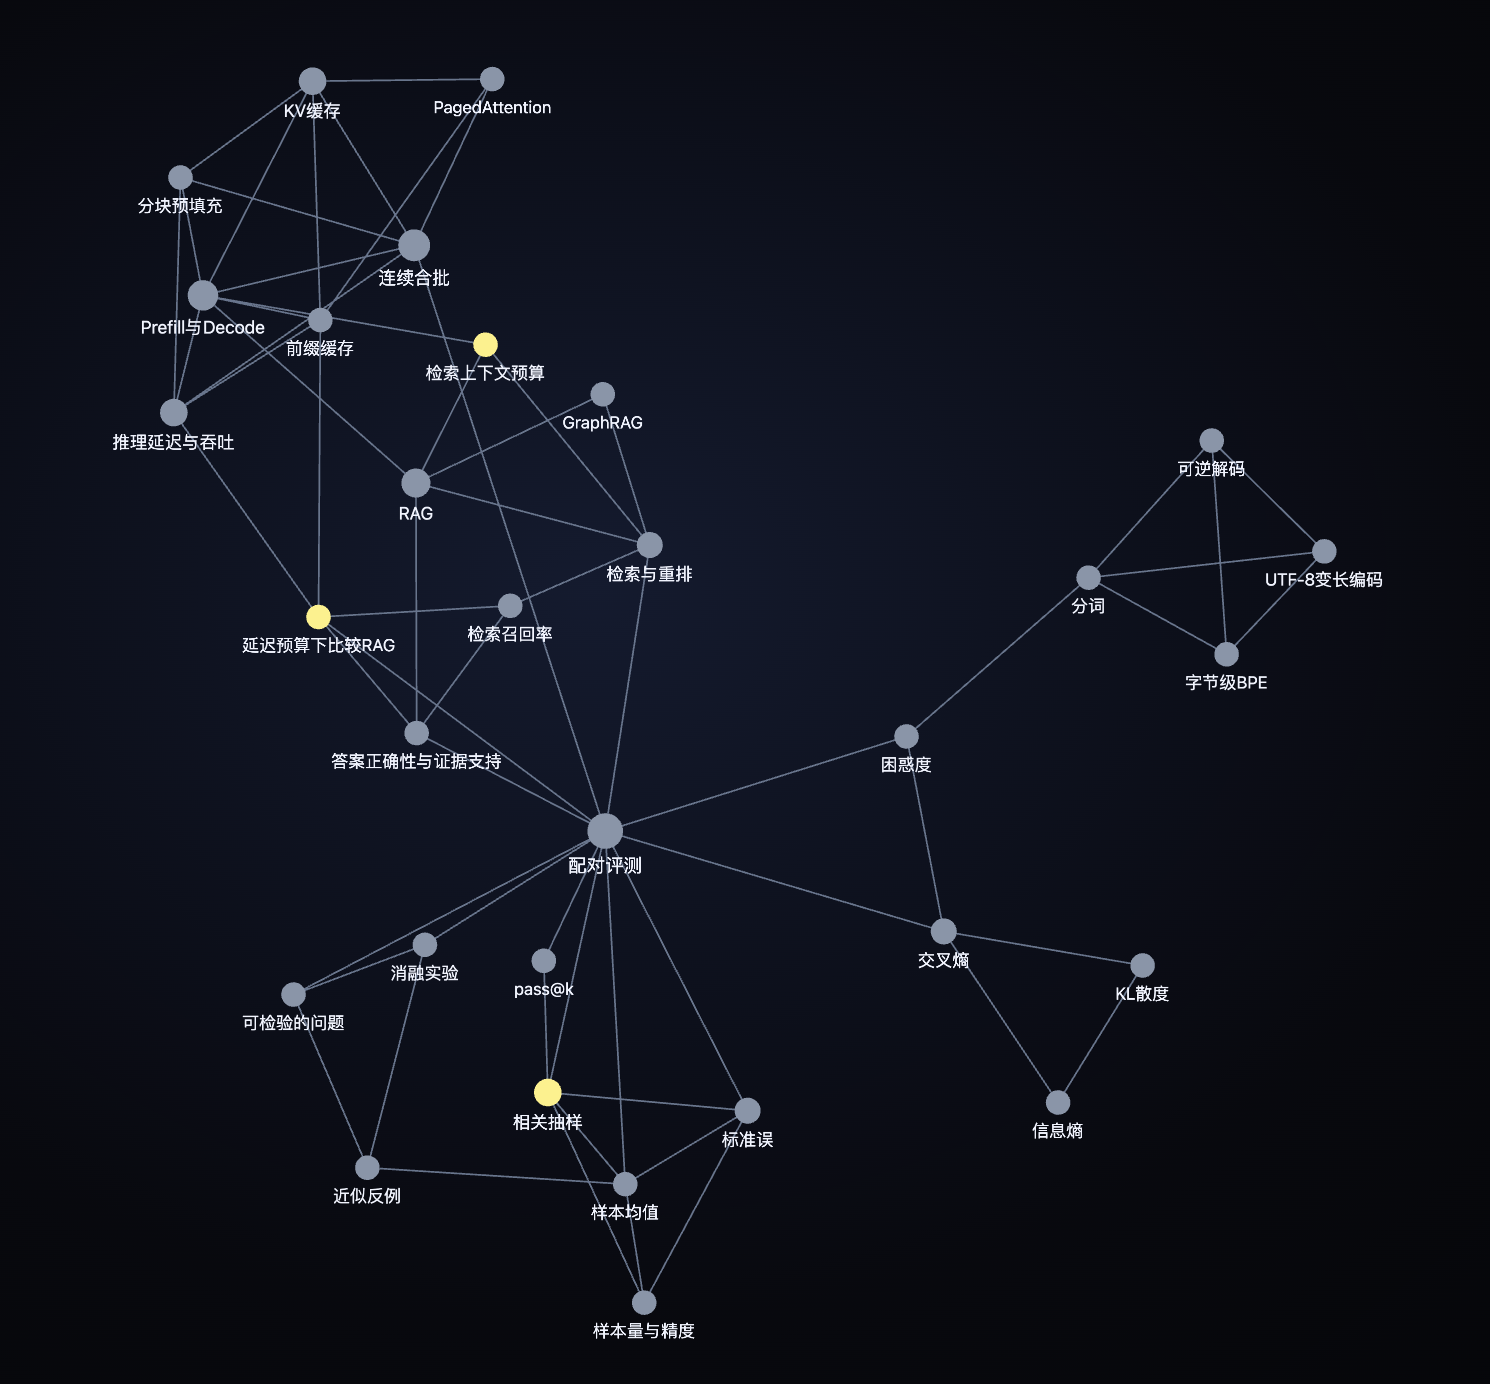 KV缓存
PagedAttention
分块预填充
连续合批
Prefill与Decode
前缀缓存
检索上下文预算
GraphRAG
推理延迟与吞吐
可逆解码
RAG
检索与重排
UTF-8变长编码
分词
检索召回率
延迟预算下比较RAG
字节级BPE
答案正确性与证据支持
困惑度
配对评测
交叉熵
消融实验
pass@k
KL散度
可检验的问题
相关抽样
信息熵
标准误
近似反例
样本均值
样本量与精度